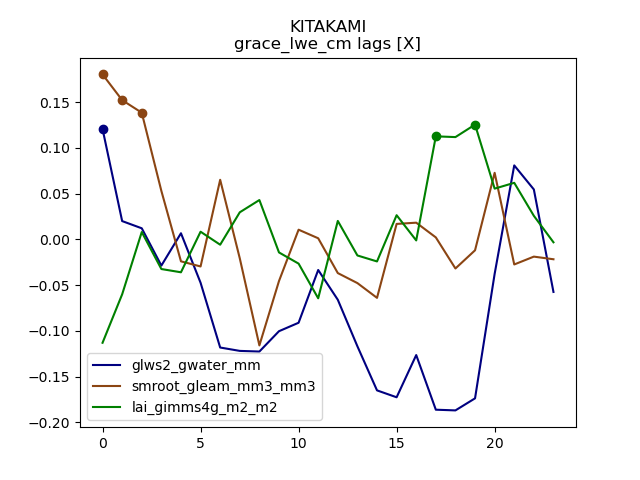 KITAKAMI
grace_lwe_cm lags [X]
0.15
0.10
0.05
0.00
−0.05
−0.10
−0.15
−0.20
glws2_gwater_mm
smroot_gleam_mm3_mm3
lai_gimms4g_m2_m2
0 5 10 15 20